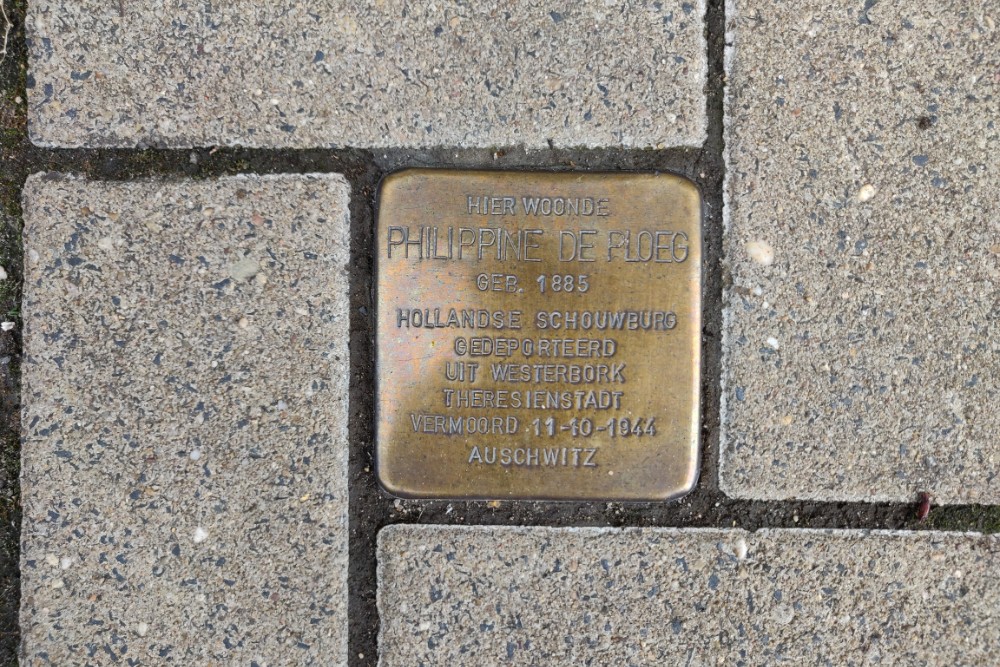 HIER WOONDE
PHILIPPINE DE PLOEG
GEB. 1885
HOLLANDSE SCHOUWBURG
GEDEPORTEERD
UIT WESTERBORK
THERESIENSTADT
VERMOORD 11-10-1944
AUSCHWITZ